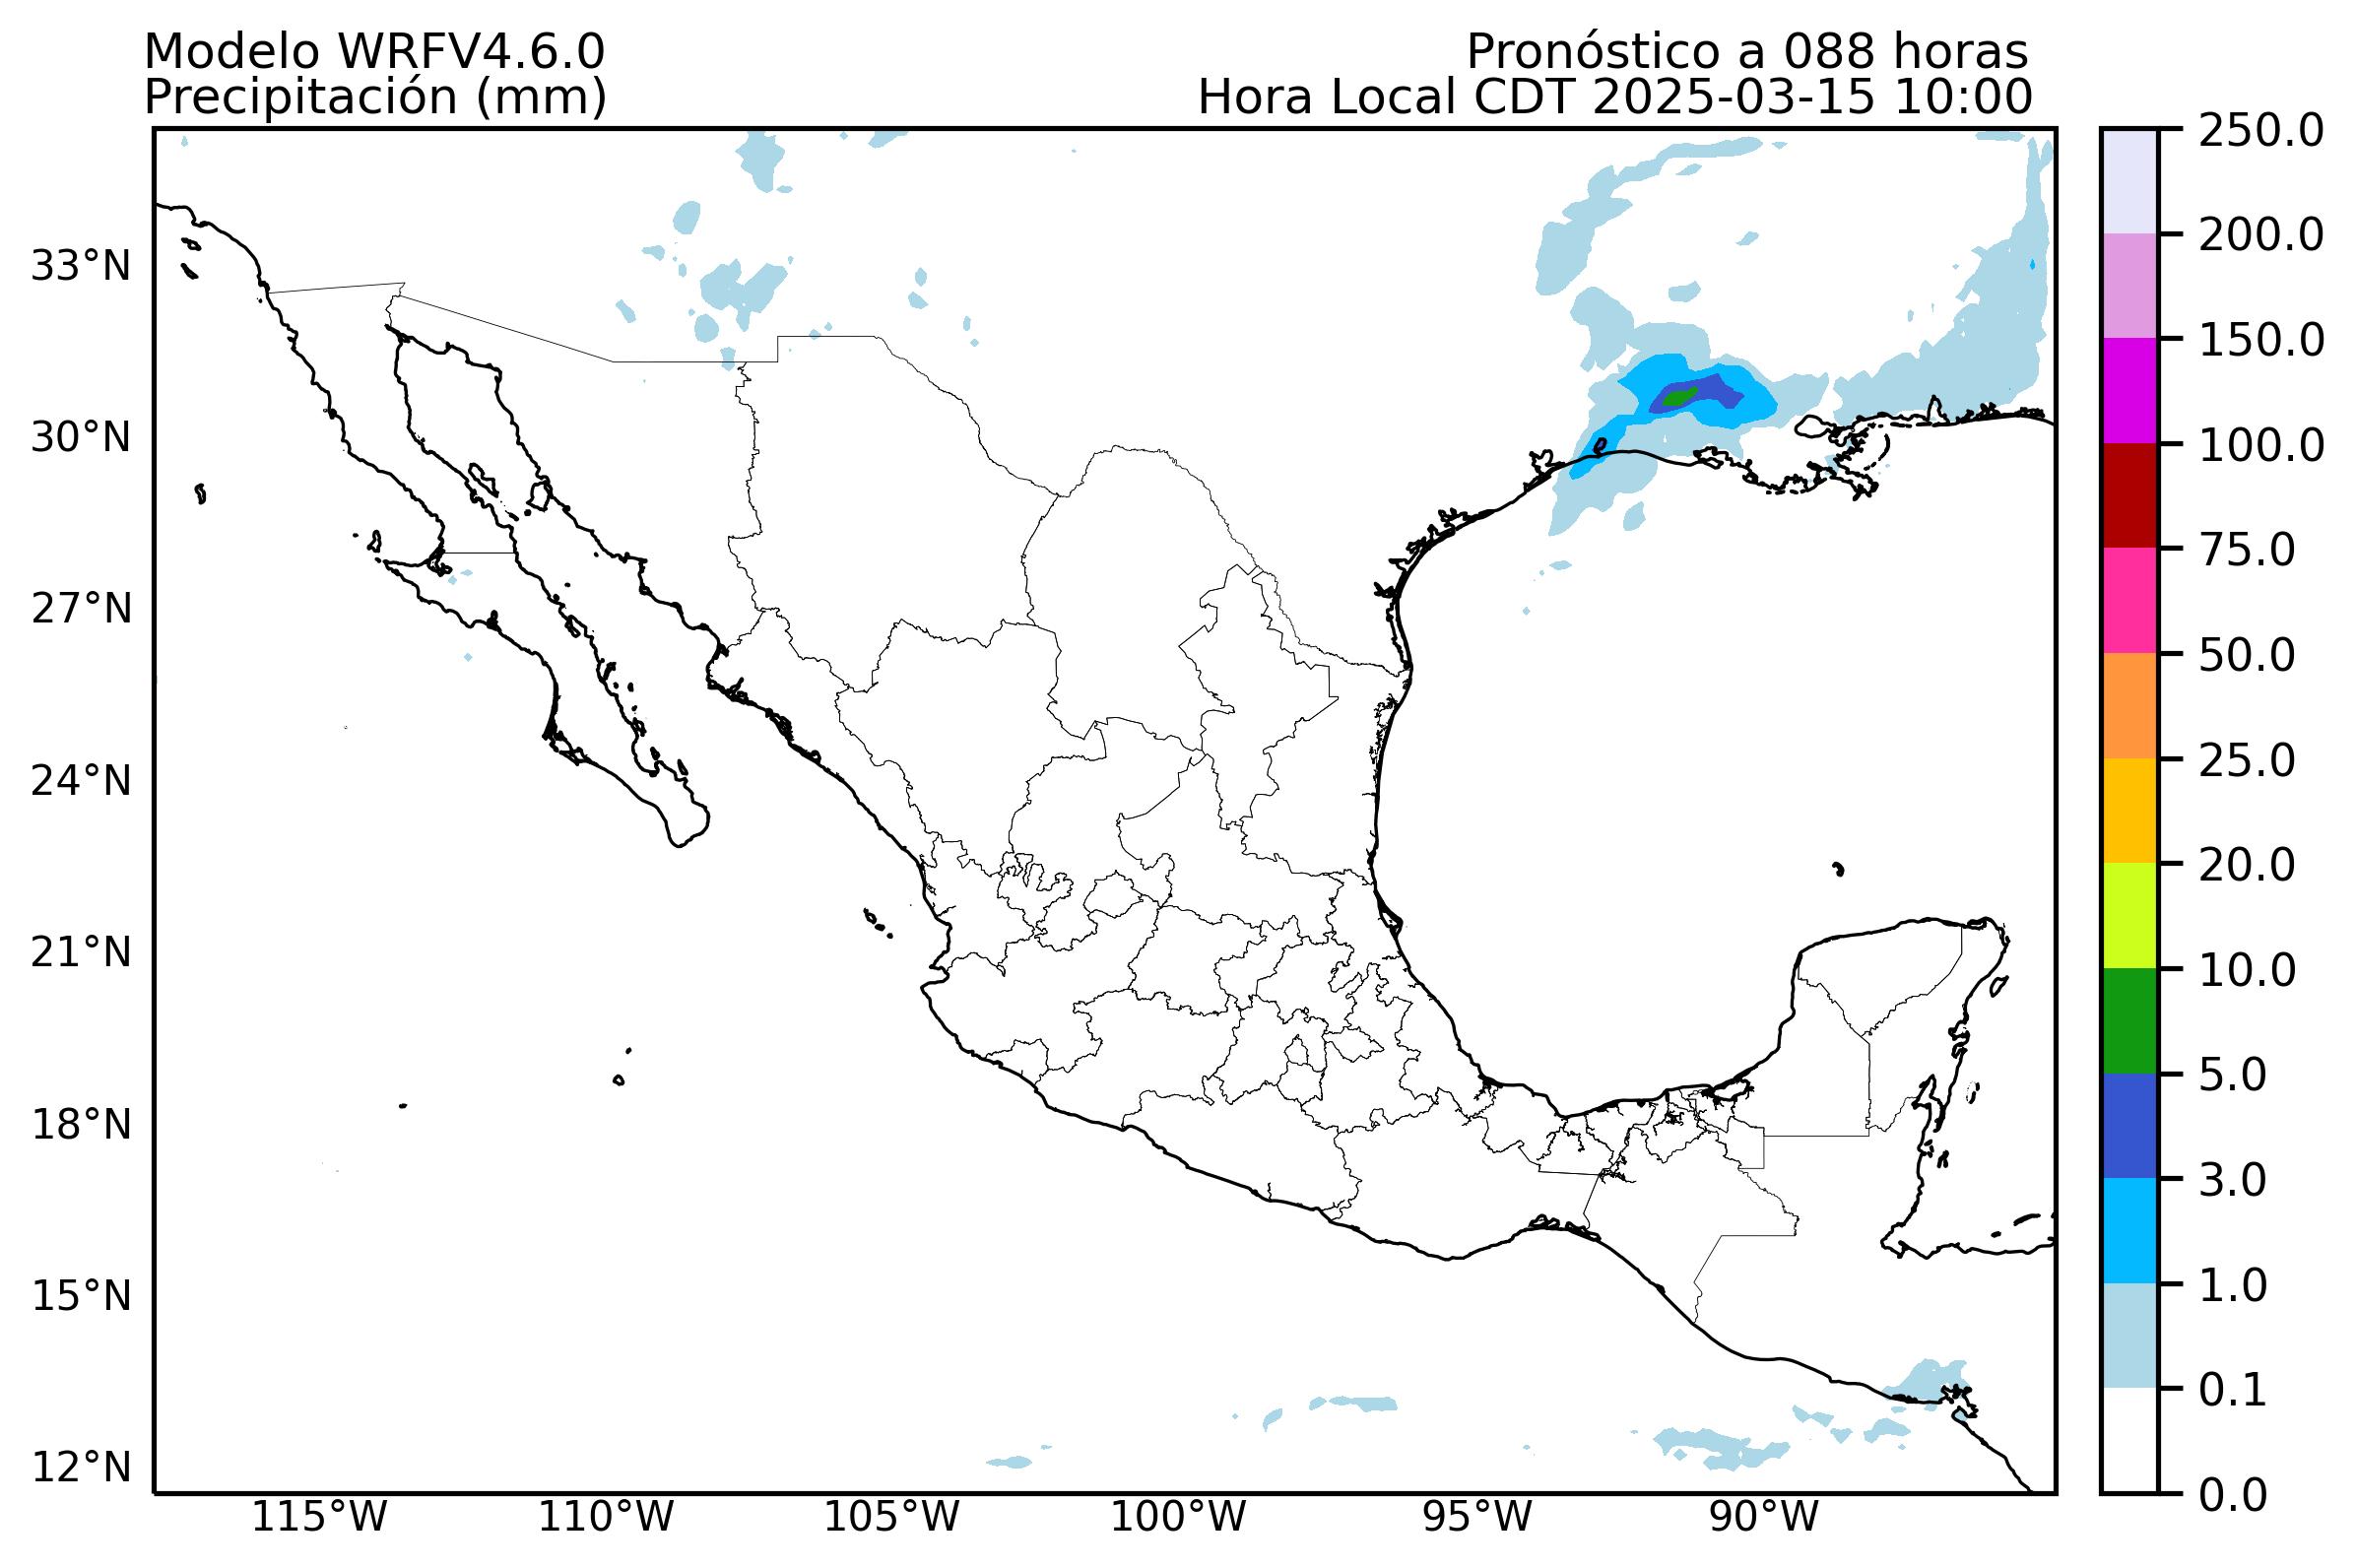 Modelo WRFV4.6.0
Precipitación (mm)
Pronóstico a 088 horas
Hora Local CDT 2025-03-15 10:00
33°N
30°N
27°N
24°N
21°N
18°N
15°N
12°N
115°W
110°W
105°W
100°W
95°W
90°W
250.0
200.0
150.0
100.0
75.0
50.0
25.0
20.0
10.0
5.0
3.0
1.0
0.1
0.0